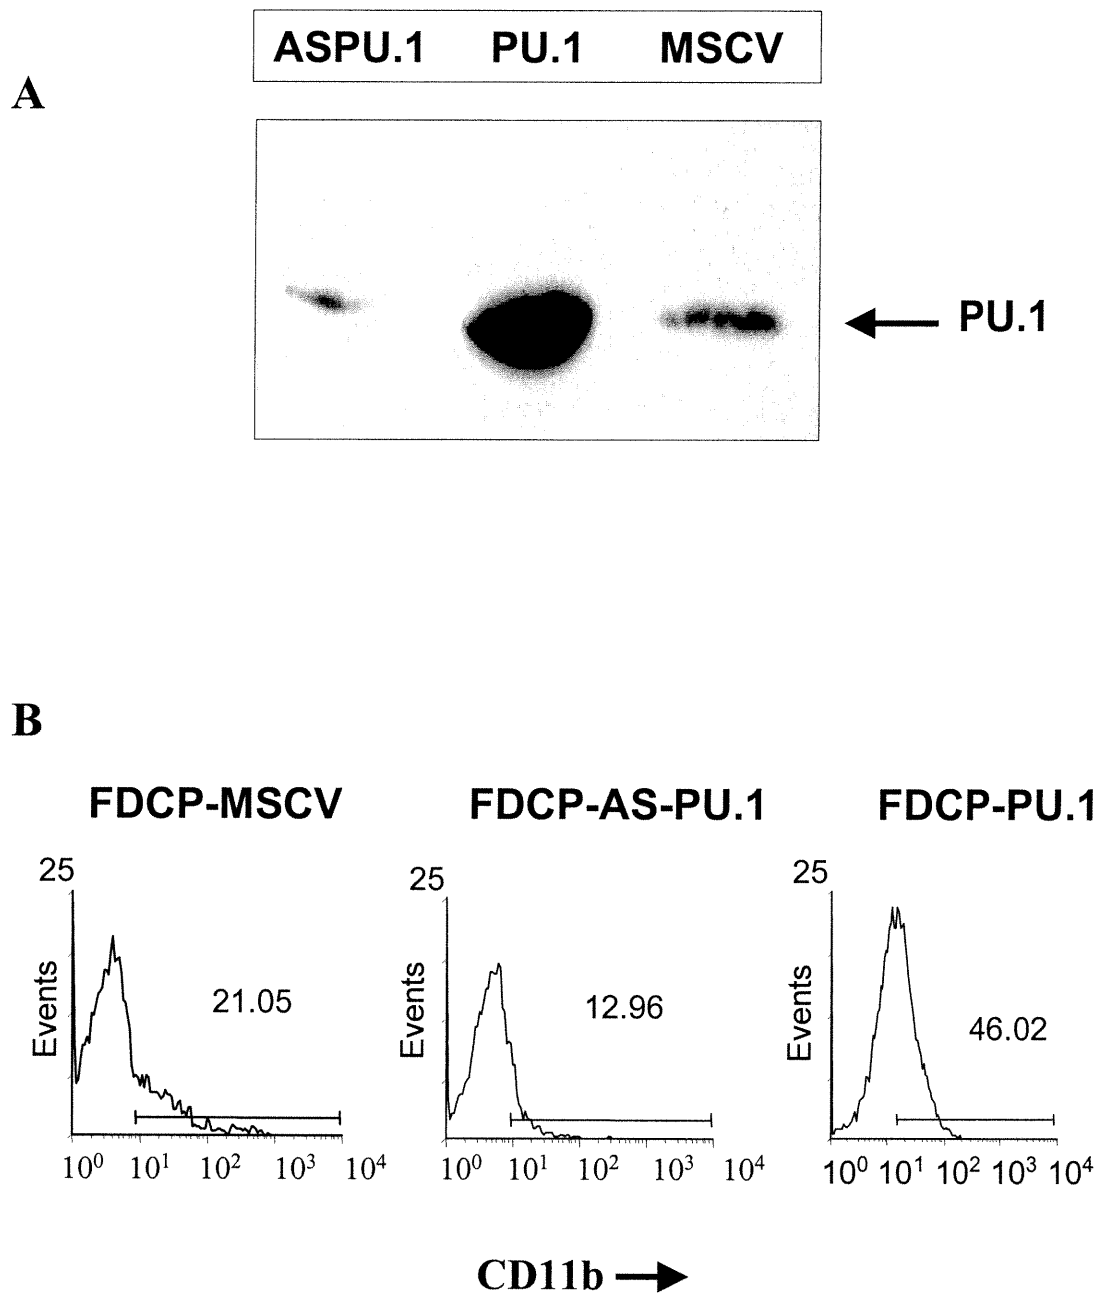 ASPU.1 PU.1 MSCV
A
PU.1
B
FDCP-MSCV FDCP-AS-PU.1 FDCP-PU.1
25 25 25
Events Events Events
21.05 12.96 46.02
10⁰ 10¹ 10² 10³ 10⁴ 10⁰ 10¹ 10² 10³ 10⁴ 10⁰ 10¹ 10² 10³ 10⁴
CD11b